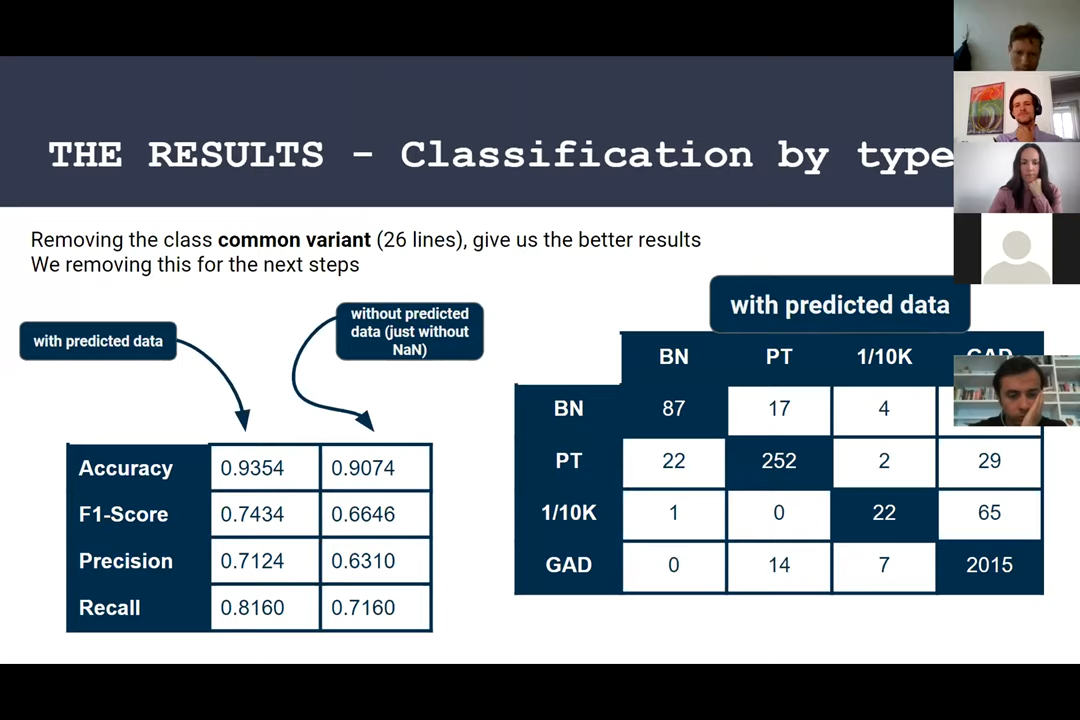 THE RESULTS - Classification by type
Removing the class common variant (26 lines), give us the better results
We removing this for the next steps
with predicted data
without predicted
data (just without
NaN)
Accuracy 0.9354 0.9074
F1-Score 0.7434 0.6646
Precision 0.7124 0.6310
Recall 0.8160 0.7160
with predicted data
BN PT 1/10K GAD
BN 87 17 4
PT 22 252 2 29
1/10K 1 0 22 65
GAD 0 14 7 2015